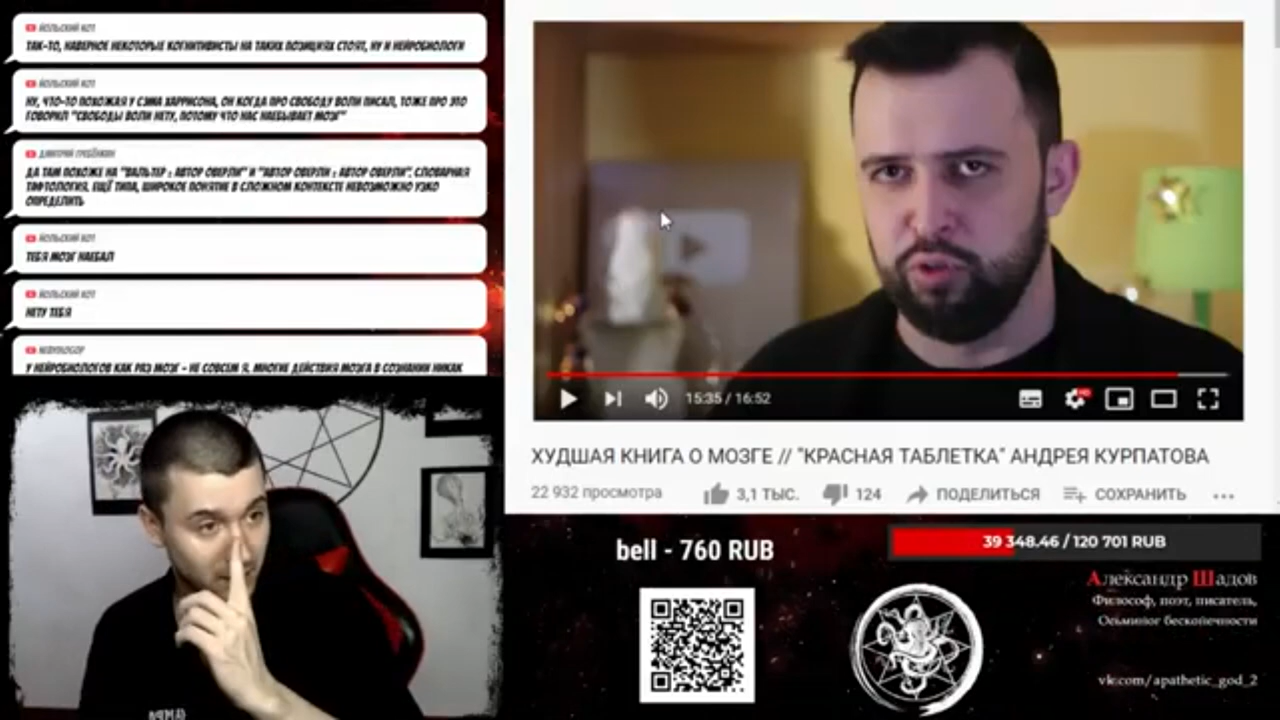 ЙОЛЬСКИЙ КОТ
ТАК-ТО, НАВЕРНОЕ НЕКОТОРЫЕ КОГНИТИВИСТЫ НА ТАКИХ ПОЗИЦИЯХ СТОЯТ, НУ И НЕЙРОБИОЛОГИ
ЙОЛЬСКИЙ КОТ
НУ, ЧТО-ТО ПОХОЖАЯ У СЭМА ХАРРИСОНА, ОН КОГДА ПРО СВОБОДУ ВОЛИ ПИСАЛ, ТОЖЕ ПРО ЭТО
ГОВОРИЛ "СВОБОДЫ ВОЛИ НЕТУ, ПОТОМУ ЧТО НАС НАЕБЫВАЕТ МОЗГ"
ДМИТРИЙ ГРЕБЁНКИН
ДА ТАМ ПОХОЖЕ НА "ВАЛЬТЕР : АВТОР ОВЕРЛИ" И "АВТОР ОВЕРЛИ : АВТОР ОВЕРЛИ". СЛОВАРНАЯ
ТАФТОЛОГИЯ. ЕЩЁ ТИПА, ШИРОКОЕ ПОНЯТИЕ В СЛОЖНОМ КОНТЕКСТЕ НЕВОЗМОЖНО УЗКО
ОПРЕДЕЛИТЬ
ЙОЛЬСКИЙ КОТ
ТЕБЯ МОЗГ НАЕБАЛ
ЙОЛЬСКИЙ КОТ
НЕТУ ТЕБЯ
У НЕЙРОБИОЛОГОВ КАК РАЗ МОЗГ - НЕ СОВСЕМ Я. МНОГИЕ ДЕЙСТВИЯ МОЗГА В СОЗНАНИИ НИКАК
15:35 / 16:52
HD
ХУДШАЯ КНИГА О МОЗГЕ // "КРАСНАЯ ТАБЛЕТКА" АНДРЕЯ КУРПАТОВА
22 932 просмотра
3,1 ТЫС.
124
ПОДЕЛИТЬСЯ
СОХРАНИТЬ
bell - 760 RUB
39 348.46 / 120 701 RUB
Александр Шадов
Философ, поэт, писатель,
Осьминог бесконечности
vk.com/apathetic_god_2